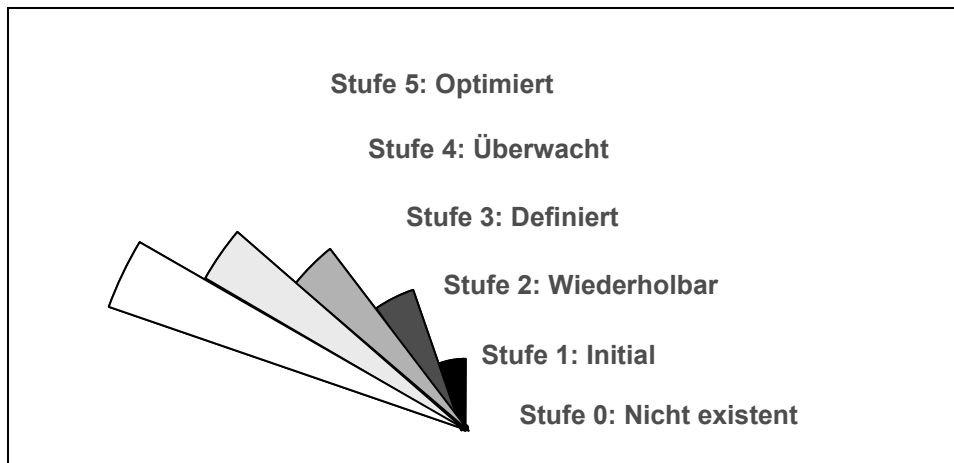 Stufe 5: Optimiert
Stufe 4: Überwacht
Stufe 3: Definiert
Stufe 2: Wiederholbar
Stufe 1: Initial
Stufe 0: Nicht existent